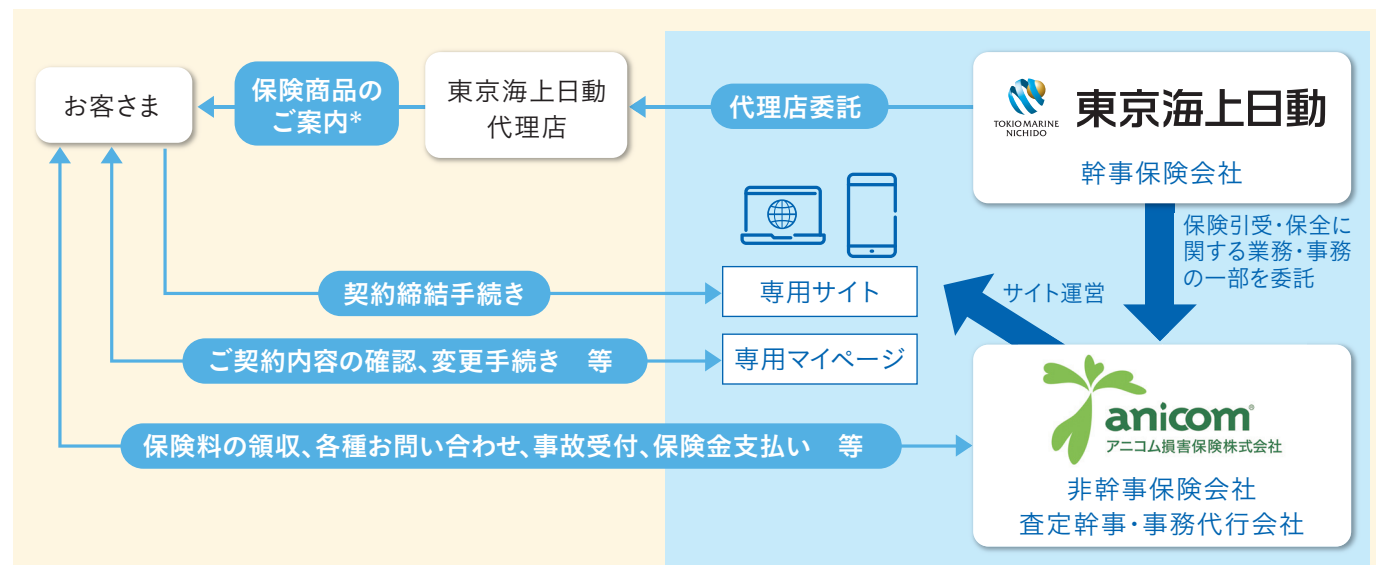 お客さま
保険商品の
ご案内*
東京海上日動
代理店
代理店委託
TOKIO MARINE
NICHIDO
東京海上日動
幹事保険会社
保険引受・保全に
関する業務・事務
の一部を委託
契約締結手続き
専用サイト
サイト運営
ご契約内容の確認、変更手続き 等
専用マイページ
保険料の領収、各種お問い合わせ、事故受付、保険金支払い 等
anicom®
アニコム損害保険株式会社
非幹事保険会社
査定幹事・事務代行会社